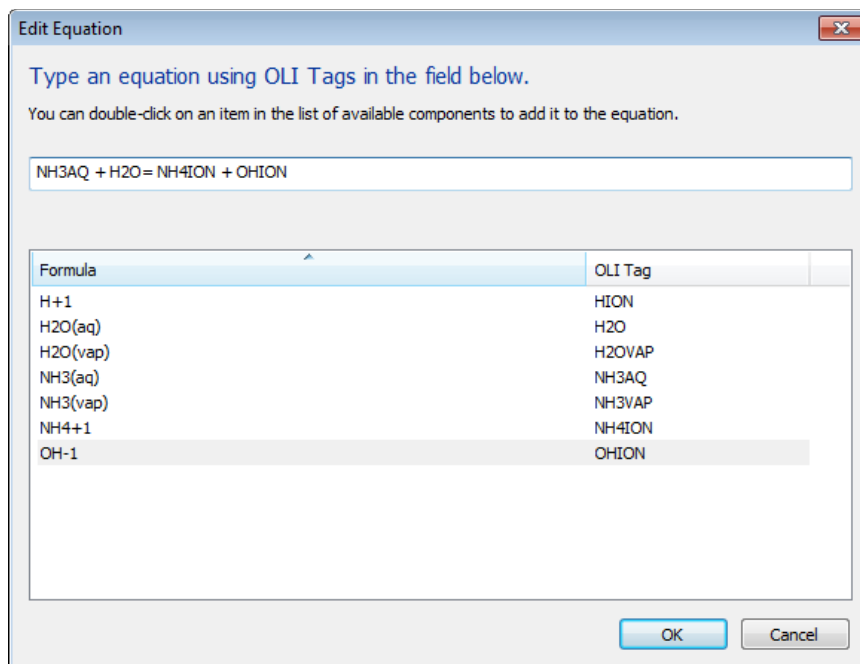 Edit Equation
Type an equation using OLI Tags in the field below.
You can double-click on an item in the list of available components to add it to the equation.
NH3AQ + H2O= NH4ION + OHION
Formula OLI Tag
H+1 HION
H2O(aq) H2O
H2O(vap) H2OVAP
NH3(aq) NH3AQ
NH3(vap) NH3VAP
NH4+1 NH4ION
OH-1 OHION
OK Cancel